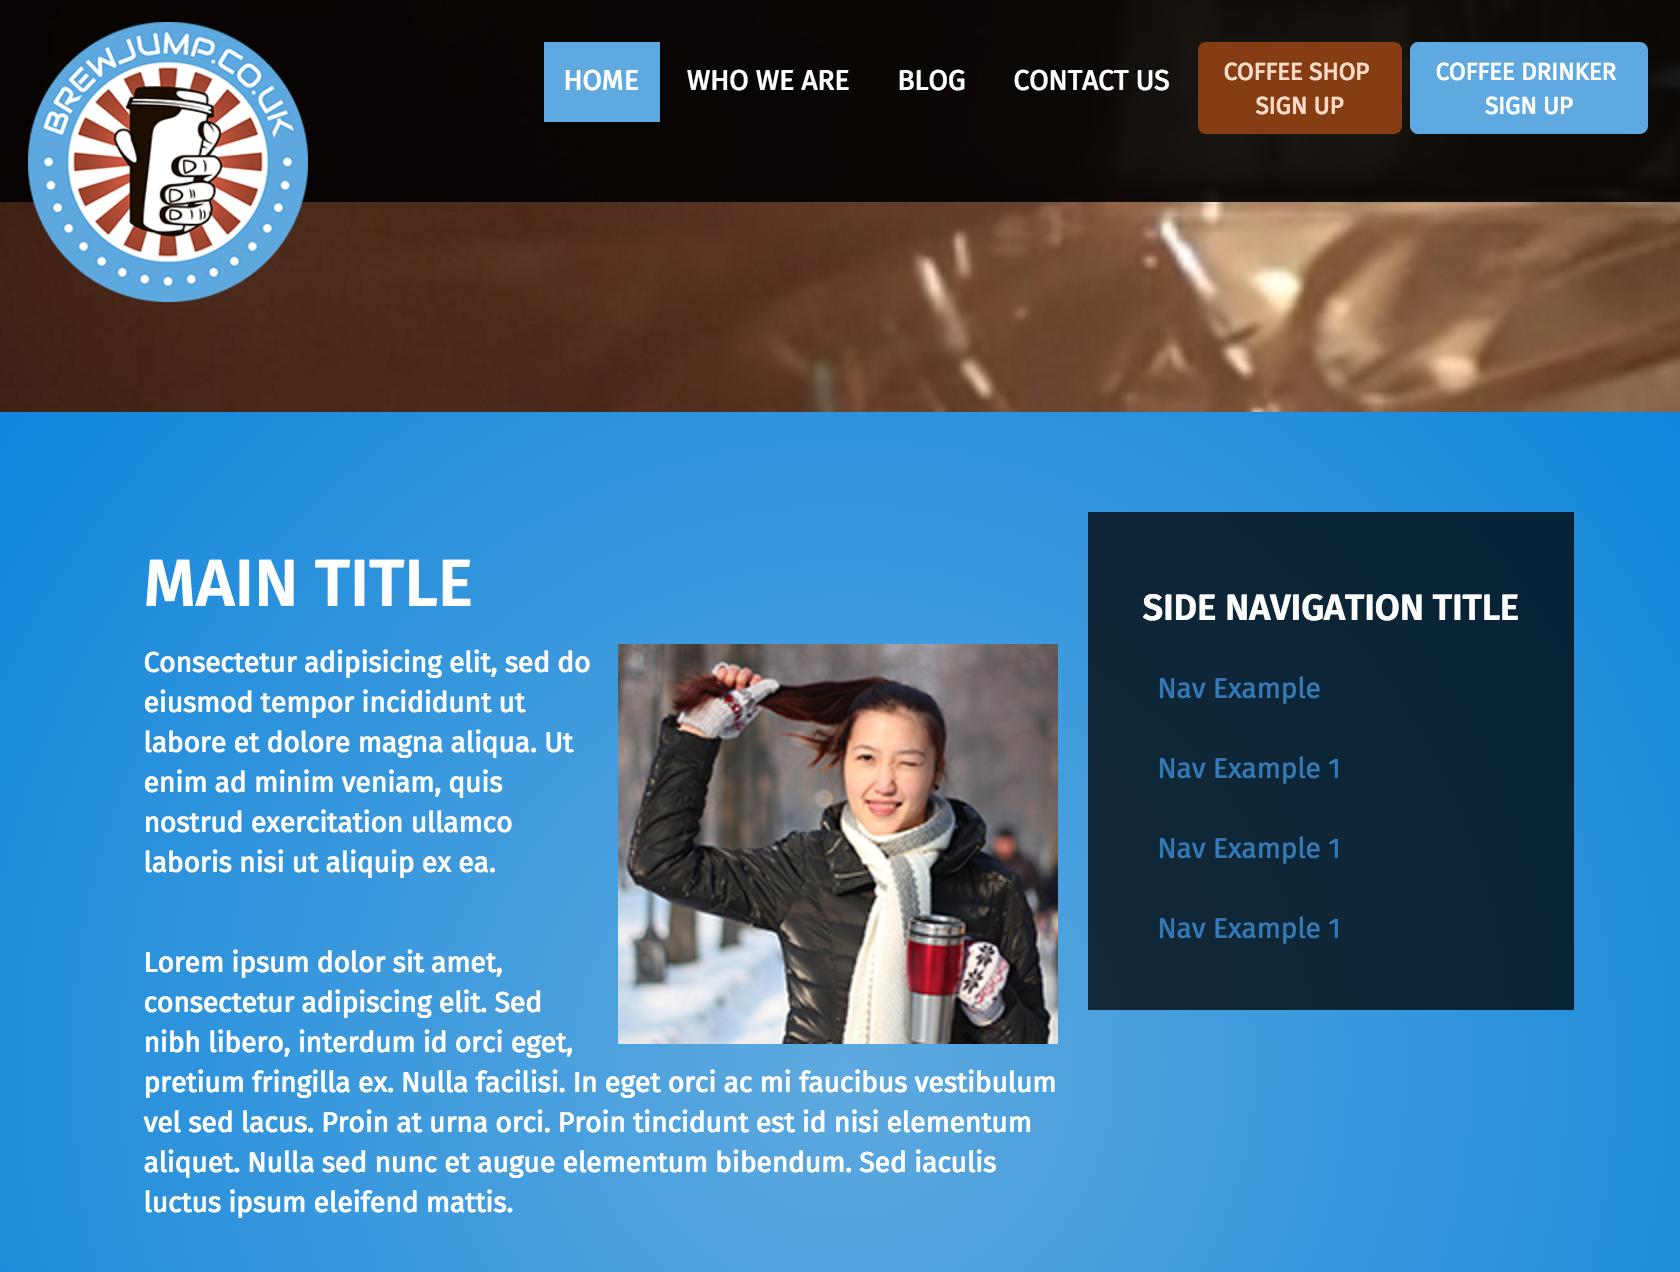 BREWJUMP.CO.UK
HOME
WHO WE ARE
BLOG
CONTACT US
COFFEE SHOP
SIGN UP
COFFEE DRINKER
SIGN UP
MAIN TITLE
Consectetur adipisicing elit, sed do
eiusmod tempor incididunt ut
labore et dolore magna aliqua. Ut
enim ad minim veniam, quis
nostrud exercitation ullamco
laboris nisi ut aliquip ex ea.
Lorem ipsum dolor sit amet,
consectetur adipiscing elit. Sed
nibh libero, interdum id orci eget,
pretium fringilla ex. Nulla facilisi. In eget orci ac mi faucibus vestibulum
vel sed lacus. Proin at urna orci. Proin tincidunt est id nisi elementum
aliquet. Nulla sed nunc et augue elementum bibendum. Sed iaculis
luctus ipsum eleifend mattis.
SIDE NAVIGATION TITLE
Nav Example
Nav Example 1
Nav Example 1
Nav Example 1